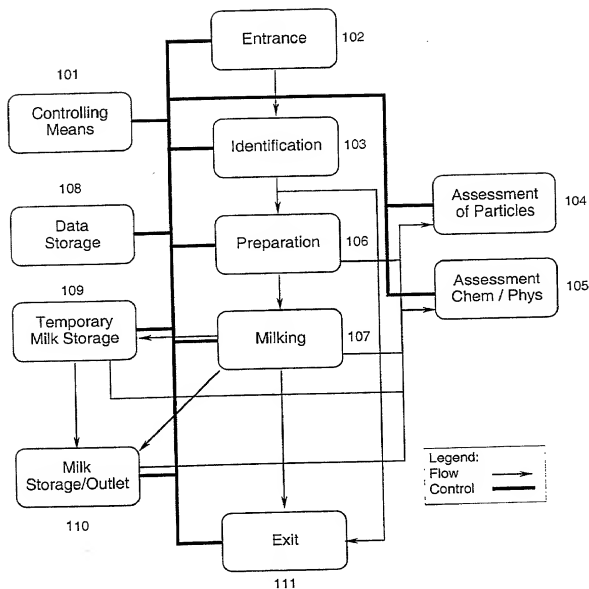 Entrance
102
101
Controlling
Means
Identification
103
Assessment
of Particles
104
108
Data
Storage
Preparation
106
Assessment
Chem / Phys
105
109
Temporary
Milk Storage
Milking
107
Milk
Storage/Outlet
110
Legend:
Flow
Control
Exit
111